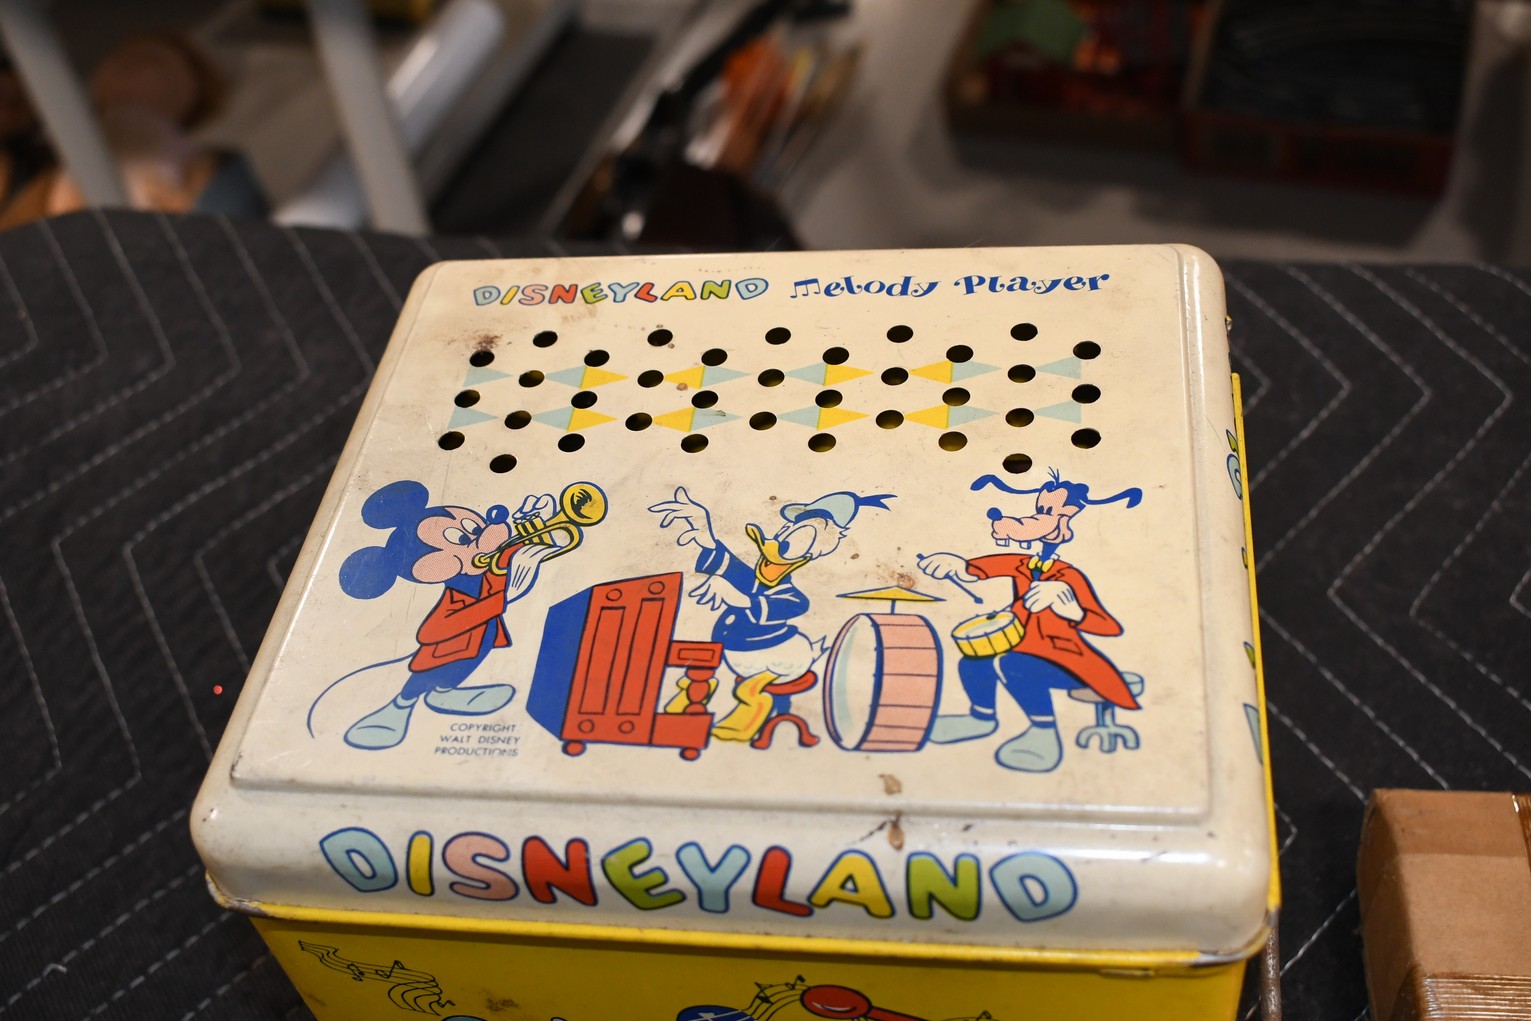 DISNEYLAND Melody Player
COPYRIGHT
WALT DISNEY
PRODUCTIONS
DISNEYLAND